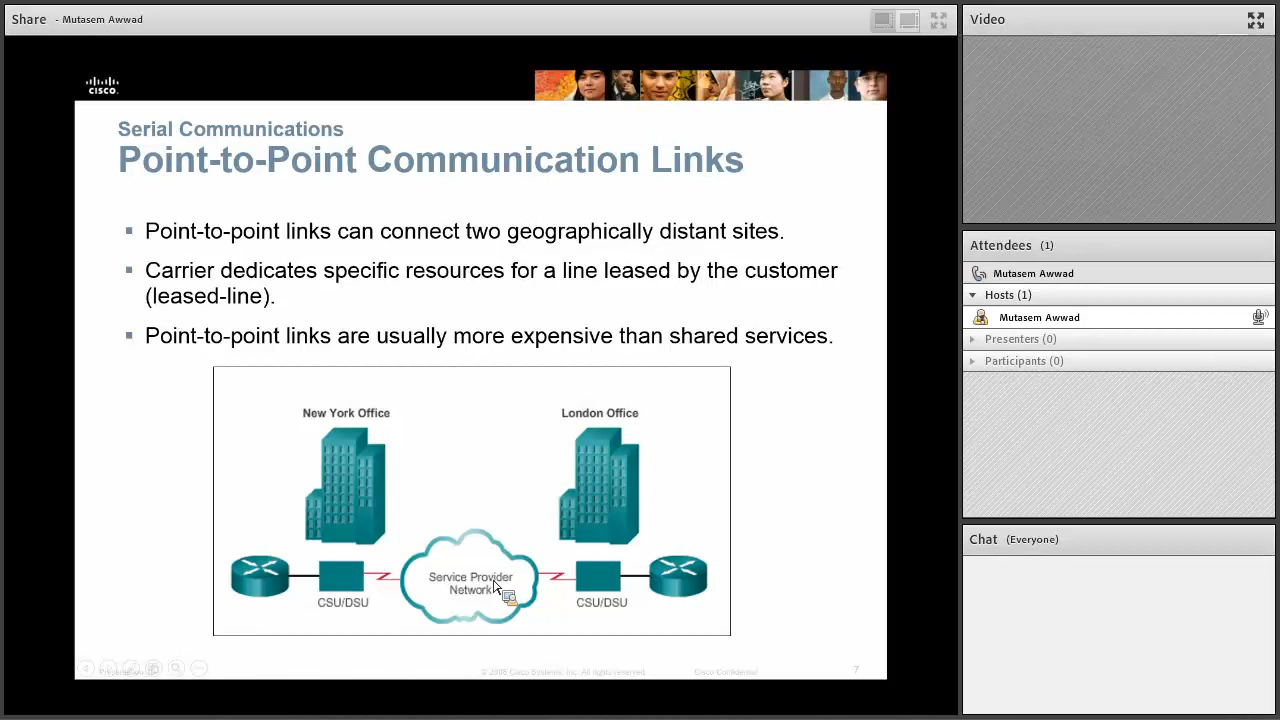 Share - Mutasem Awwad
Video
CISCO.
Serial Communications
Point-to-Point Communication Links
Point-to-point links can connect two geographically distant sites.
Carrier dedicates specific resources for a line leased by the customer
(leased-line).
Point-to-point links are usually more expensive than shared services.
New York Office
London Office
Service Provider
Network
CSU/DSU
CSU/DSU
© 2008 Cisco Systems, Inc. All rights reserved.
Cisco Confidential
7
Attendees (1)
Mutasem Awwad
Hosts (1)
Mutasem Awwad
Presenters (0)
Participants (0)
Chat (Everyone)